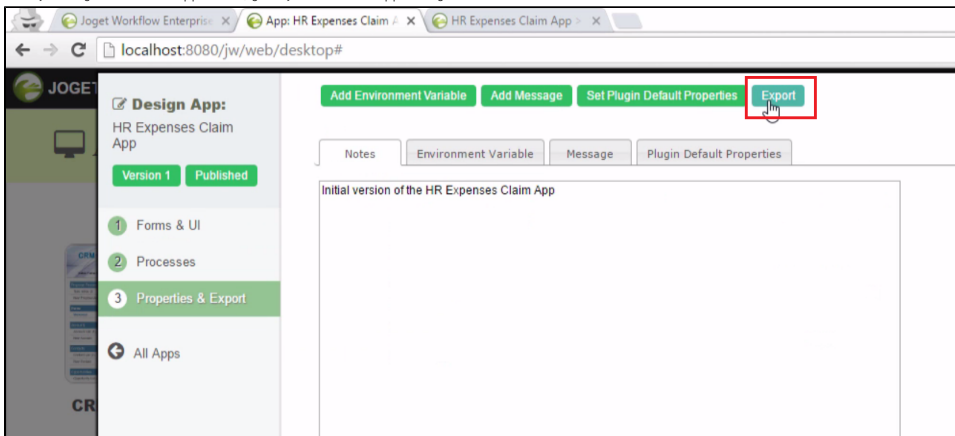 Joget Workflow Enterprise
App: HR Expenses Claim A
HR Expenses Claim App >
localhost:8080/jw/web/desktop#
JOGET
Design App:
HR Expenses Claim
App
Version 1
Published
1 Forms & UI
2 Processes
3 Properties & Export
All Apps
Add Environment Variable
Add Message
Set Plugin Default Properties
Export
Notes
Environment Variable
Message
Plugin Default Properties
Initial version of the HR Expenses Claim App
CRM
CR